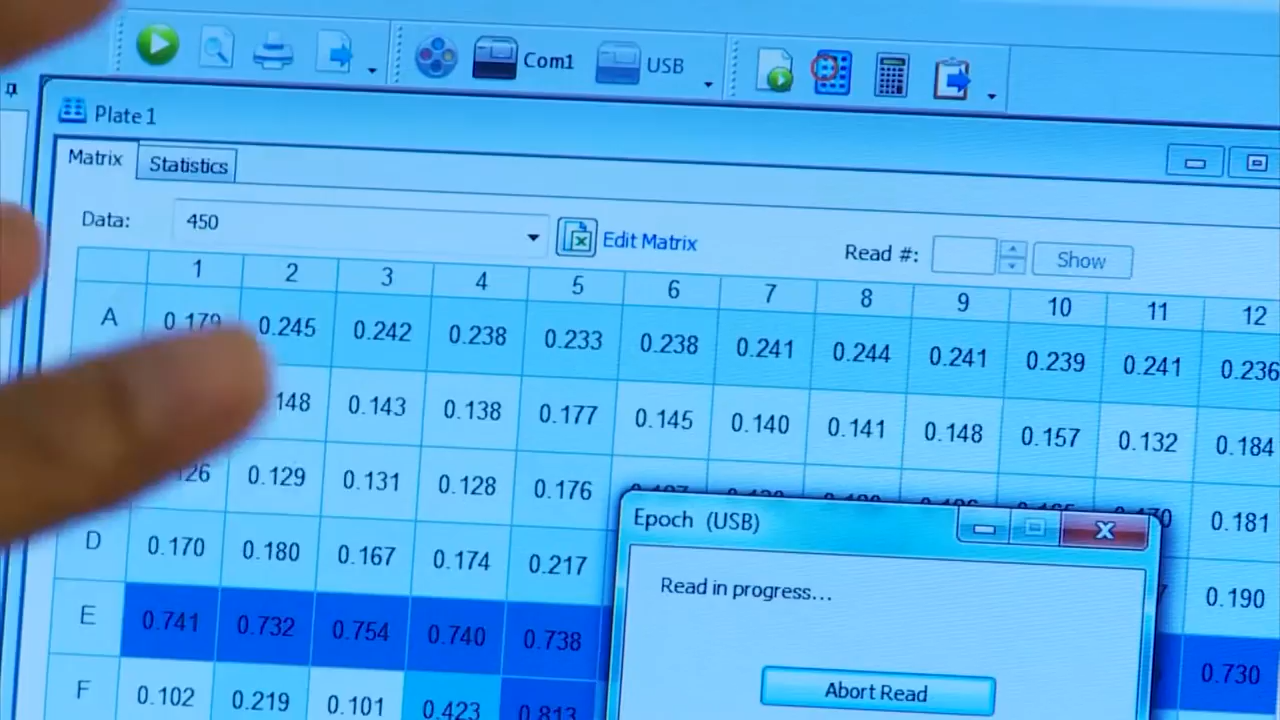 Com1 USB
Plate 1
Matrix Statistics
Data: 450 Edit Matrix Read #: Show
1 2 3 4 5 6 7 8 9 10 11 12
A 0.179 0.245 0.242 0.238 0.233 0.238 0.241 0.244 0.241 0.239 0.241 0.236
148 0.143 0.138 0.177 0.145 0.140 0.141 0.148 0.157 0.132 0.184
126 0.129 0.131 0.128 0.176 0.181
D 0.170 0.180 0.167 0.174 0.217 0.190
E 0.741 0.732 0.754 0.740 0.738 0.730
F 0.102 0.219 0.101 0.423 0.813
Epoch (USB)
Read in progress...
Abort Read